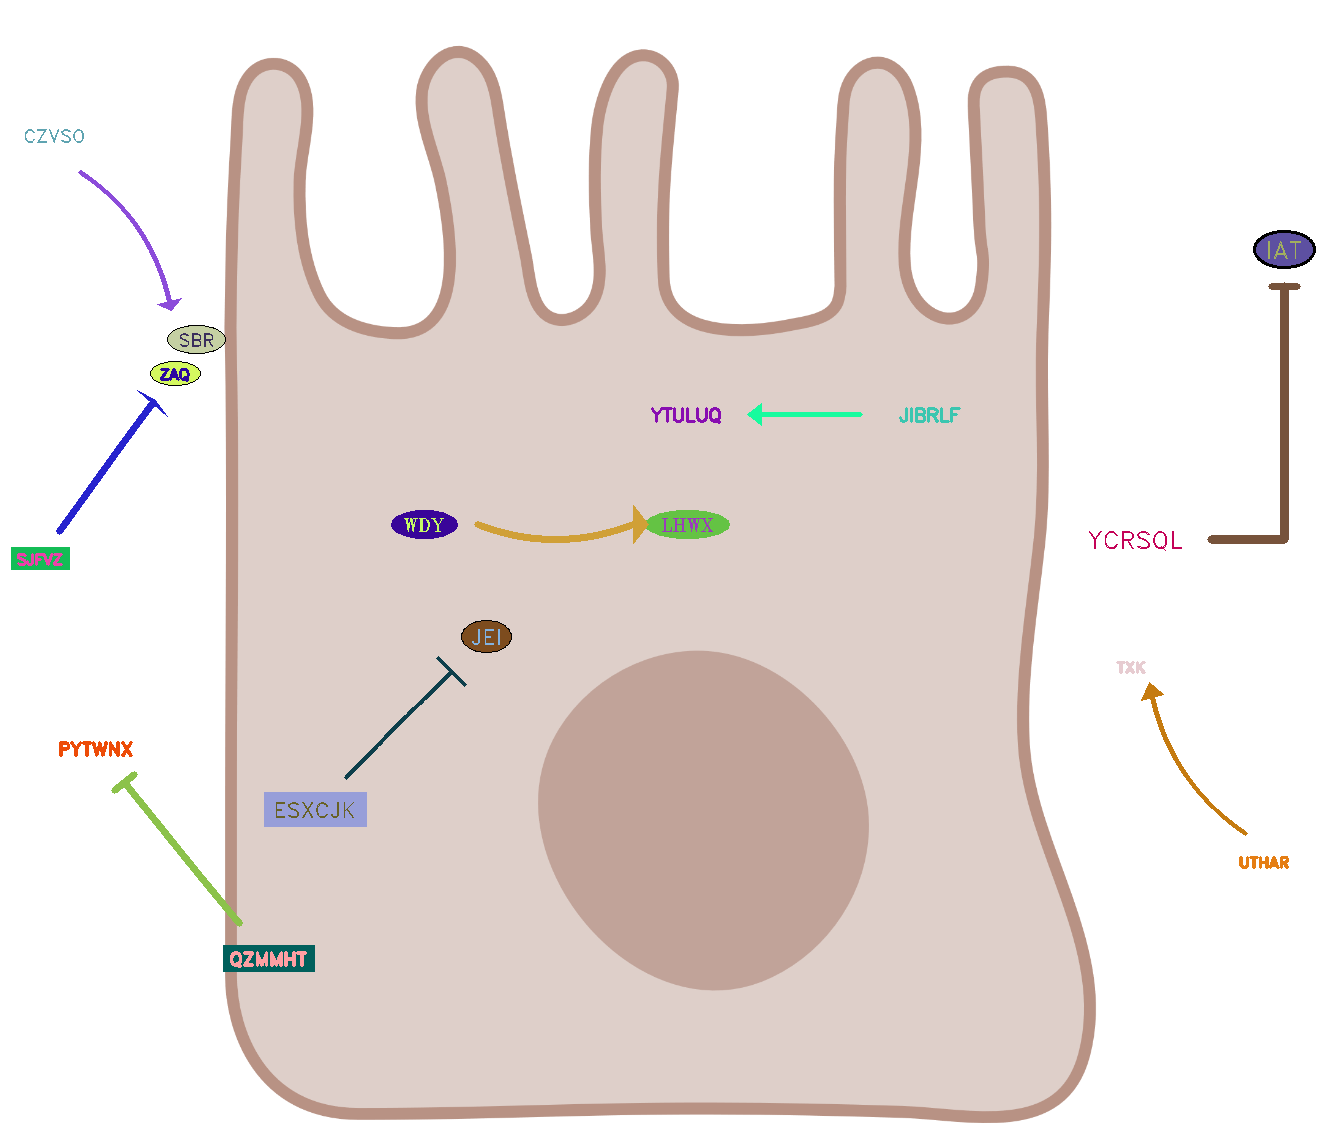 CZVSO
IAT
SBR
ZAQ
YTULUQ
JIBRLF
WDY
LHWX
YCRSQL
SJFVZ
JEI
TXK
PYTWNX
ESXCJK
UTHAR
QZMMHT